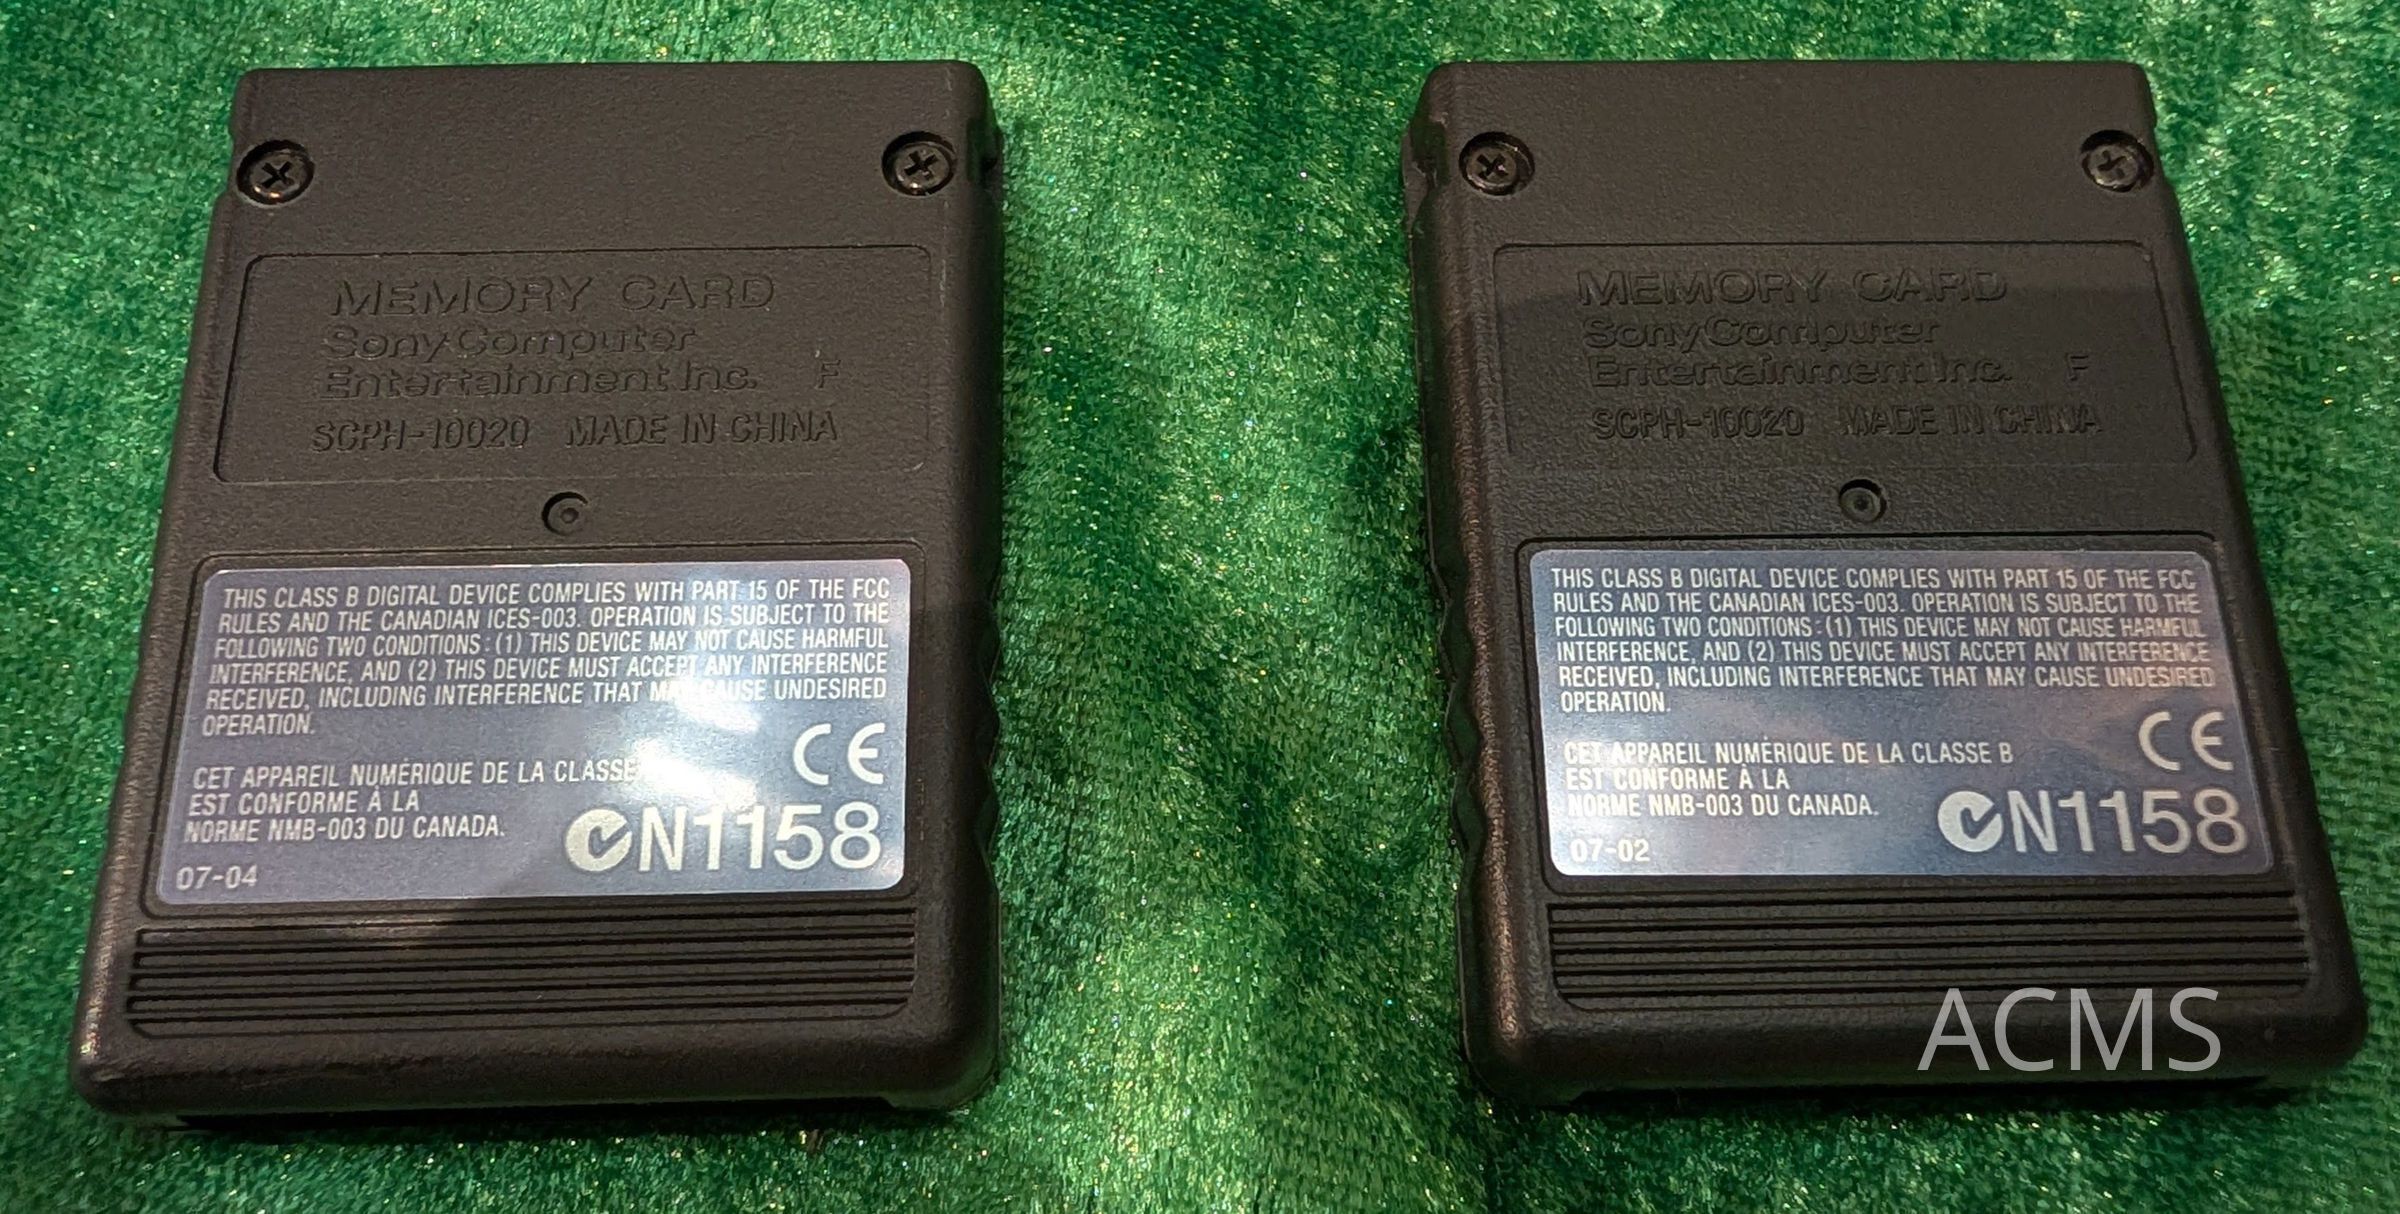 MEMORY CARD
Sony Computer
Entertainment Inc. F
SCPH-10020 MADE IN CHINA
THIS CLASS B DIGITAL DEVICE COMPLIES WITH PART 15 OF THE FCC
RULES AND THE CANADIAN ICES-003. OPERATION IS SUBJECT TO THE
FOLLOWING TWO CONDITIONS : (1) THIS DEVICE MAY NOT CAUSE HARMFUL
INTERFERENCE, AND (2) THIS DEVICE MUST ACCEPT ANY INTERFERENCE
RECEIVED, INCLUDING INTERFERENCE THAT MAY CAUSE UNDESIRED
OPERATION.
CE
CET APPAREIL NUMÉRIQUE DE LA CLASSE
EST CONFORME À LA
NORME NMB-003 DU CANADA.
N1158
07-04
MEMORY CARD
Sony Computer
Entertainment Inc. F
SCPH-10020 MADE IN CHINA
THIS CLASS B DIGITAL DEVICE COMPLIES WITH PART 15 OF THE FCC
RULES AND THE CANADIAN ICES-003. OPERATION IS SUBJECT TO THE
FOLLOWING TWO CONDITIONS : (1) THIS DEVICE MAY NOT CAUSE HARMFUL
INTERFERENCE, AND (2) THIS DEVICE MUST ACCEPT ANY INTERFERENCE
RECEIVED, INCLUDING INTERFERENCE THAT MAY CAUSE UNDESIRED
OPERATION.
CE
CET APPAREIL NUMÉRIQUE DE LA CLASSE B
EST CONFORME À LA
NORME NMB-003 DU CANADA.
N1158
07-02
ACMS